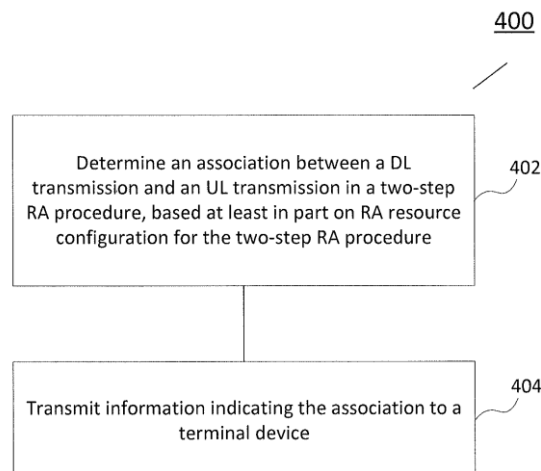 400
Determine an association between a DL
transmission and an UL transmission in a two-step
RA procedure, based at least in part on RA resource
configuration for the two-step RA procedure
402
Transmit information indicating the association to a
terminal device
404